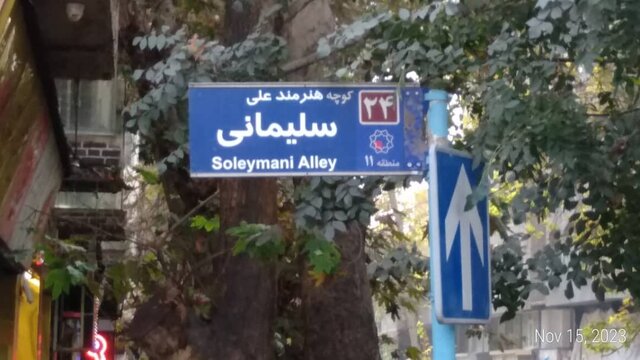 کوچه هنرمند علی
۲۴
سلیمانی
Soleymani Alley
منطقه ۱۱
Nov 15, 2023